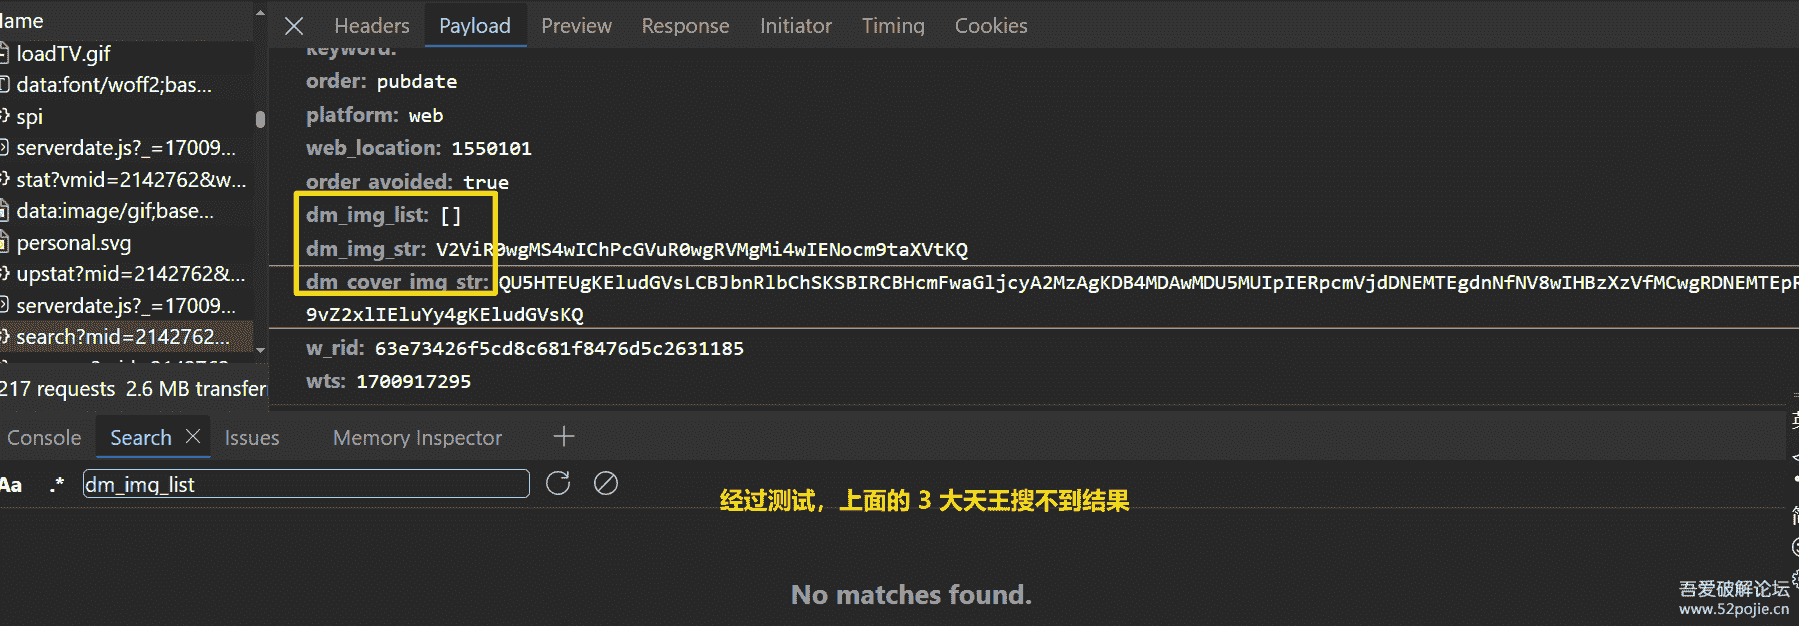 Name
Headers Payload Preview Response Initiator Timing Cookies
loadTV.gif
data:font/woff2;bas...
spi
serverdate.js?_=17009...
stat?vmid=2142762&w...
data:image/gif;base...
personal.svg
upstat?mid=2142762&...
serverdate.js?_=17009...
search?mid=2142762...
217 requests 2.6 MB transfer
keyword:
order: pubdate
platform: web
web_location: 1550101
order_avoided: true
dm_img_list: []
dm_img_str: V2ViR0wgMS4wIChPcGVuR0wgRVMgMi4wIENocm9taXVtKQ
dm_cover_img_str: QU5HTEUgKEludGVsLCBJbnRlbChSKSBIRCBHcmFwaGljcyA2MzAgKDB4MDAwMDU5MUIpIERpcmVjdDNEMTEgdnNfNV8wIHBzXzVfMCwgRDNEMTEp
9vZ2xlIEluYy4gKEludGVsKQ
w_rid: 63e73426f5cd8c681f8476d5c2631185
wts: 1700917295
Console Search Issues Memory Inspector
Aa .* dm_img_list
经过测试，上面的 3 大天王搜不到结果
No matches found.
吾爱破解论坛
www.52pojie.cn